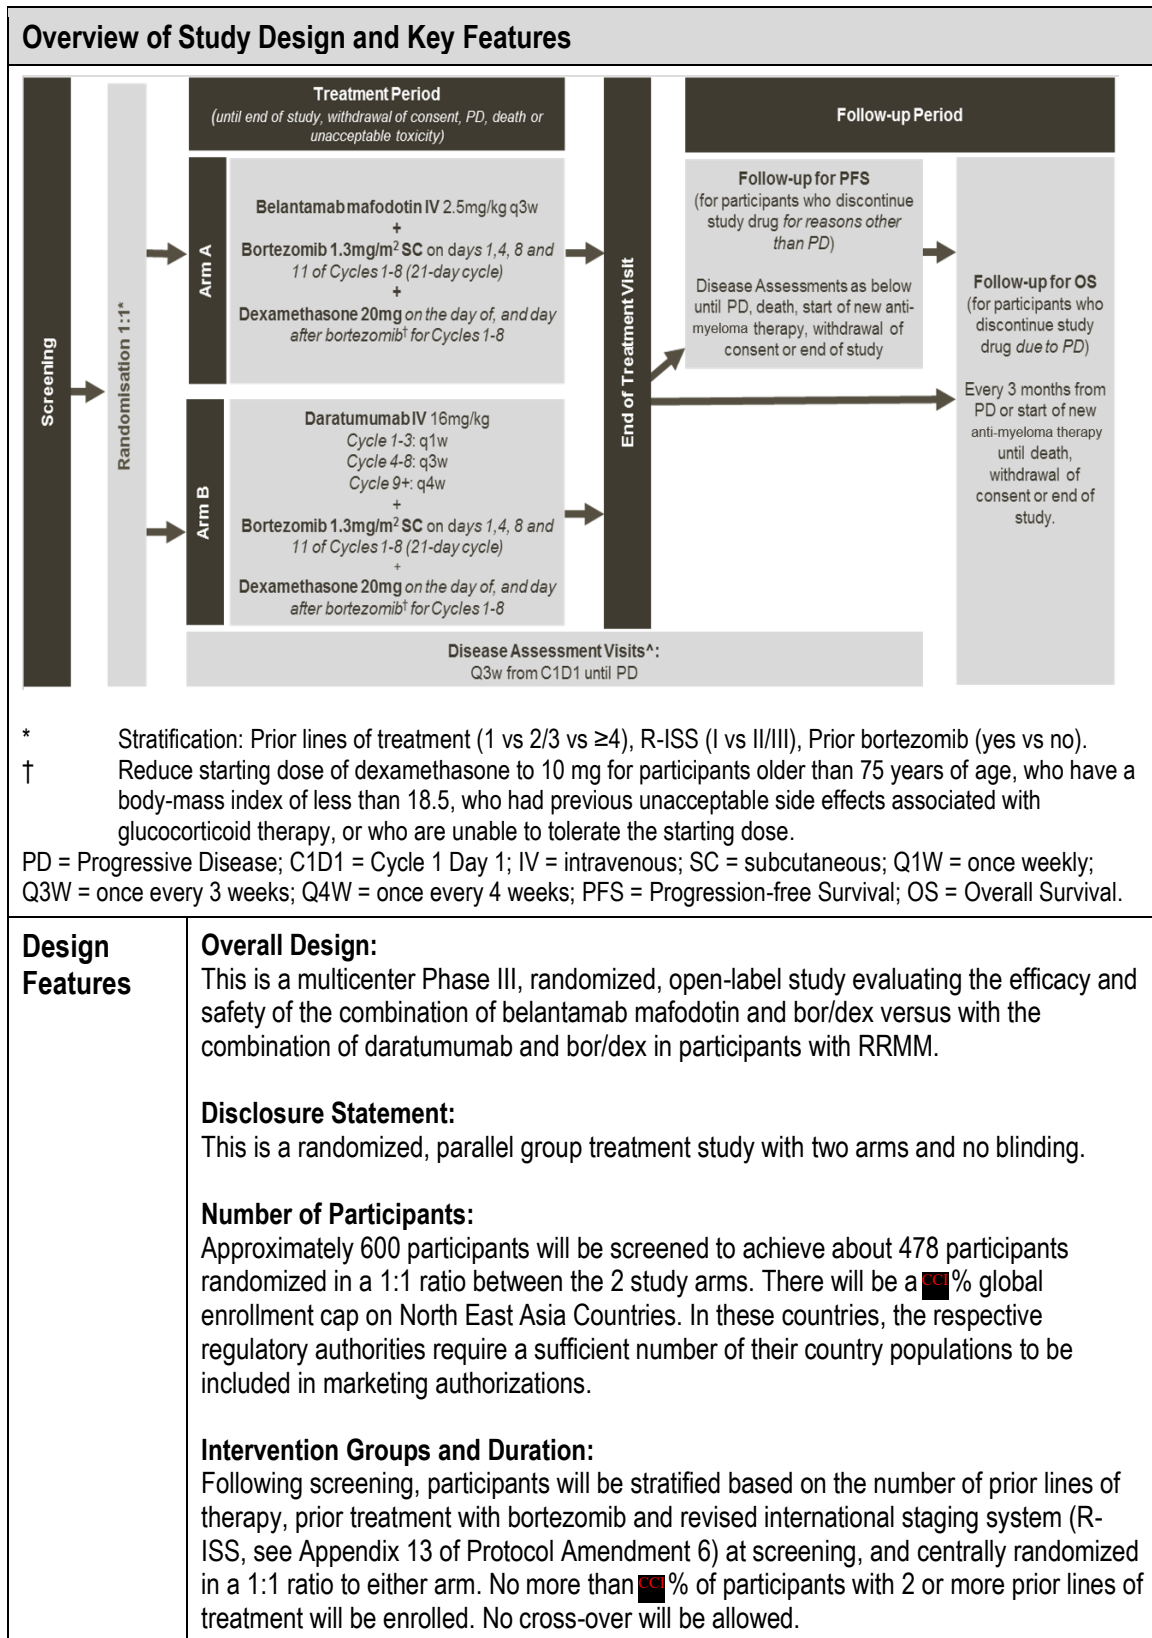 Overview of Study Design and Key Features
Treatment Period
(until end of study, withdrawal of consent, PD, death or
unacceptable toxicity)
Follow-up Period
Screening
Randomisation 1:1*
Arm A
Belantamab mafodotin IV 2.5mg/kg q3w
+
Bortezomib 1.3mg/m² SC on days 1,4, 8 and
11 of Cycles 1-8 (21-day cycle)
+
Dexamethasone 20mg on the day of, and day
after bortezomib† for Cycles 1-8
Arm B
Daratumumab IV 16mg/kg
Cycle 1-3: q1w
Cycle 4-8: q3w
Cycle 9+: q4w
+
Bortezomib 1.3mg/m² SC on days 1,4, 8 and
11 of Cycles 1-8 (21-day cycle)
+
Dexamethasone 20mg on the day of, and day
after bortezomib† for Cycles 1-8
End of Treatment Visit
Follow-up for PFS
(for participants who discontinue
study drug for reasons other
than PD)
Disease Assessments as below
until PD, death, start of new anti-
myeloma therapy, withdrawal of
consent or end of study
Follow-up for OS
(for participants who
discontinue study
drug due to PD)
Every 3 months from
PD or start of new
anti-myeloma therapy
until death,
withdrawal of
consent or end of
study.
Disease Assessment Visits^:
Q3w from C1D1 until PD
* Stratification: Prior lines of treatment (1 vs 2/3 vs ≥4), R-ISS (I vs II/III), Prior bortezomib (yes vs no).
† Reduce starting dose of dexamethasone to 10 mg for participants older than 75 years of age, who have a
body-mass index of less than 18.5, who had previous unacceptable side effects associated with
glucocorticoid therapy, or who are unable to tolerate the starting dose.
PD = Progressive Disease; C1D1 = Cycle 1 Day 1; IV = intravenous; SC = subcutaneous; Q1W = once weekly;
Q3W = once every 3 weeks; Q4W = once every 4 weeks; PFS = Progression-free Survival; OS = Overall Survival.
Design
Features
Overall Design:
This is a multicenter Phase III, randomized, open-label study evaluating the efficacy and
safety of the combination of belantamab mafodotin and bor/dex versus with the
combination of daratumumab and bor/dex in participants with RRMM.
Disclosure Statement:
This is a randomized, parallel group treatment study with two arms and no blinding.
Number of Participants:
Approximately 600 participants will be screened to achieve about 478 participants
randomized in a 1:1 ratio between the 2 study arms. There will be a CCI % global
enrollment cap on North East Asia Countries. In these countries, the respective
regulatory authorities require a sufficient number of their country populations to be
included in marketing authorizations.
Intervention Groups and Duration:
Following screening, participants will be stratified based on the number of prior lines of
therapy, prior treatment with bortezomib and revised international staging system (R-
ISS, see Appendix 13 of Protocol Amendment 6) at screening, and centrally randomized
in a 1:1 ratio to either arm. No more than CCI % of participants with 2 or more prior lines of
treatment will be enrolled. No cross-over will be allowed.